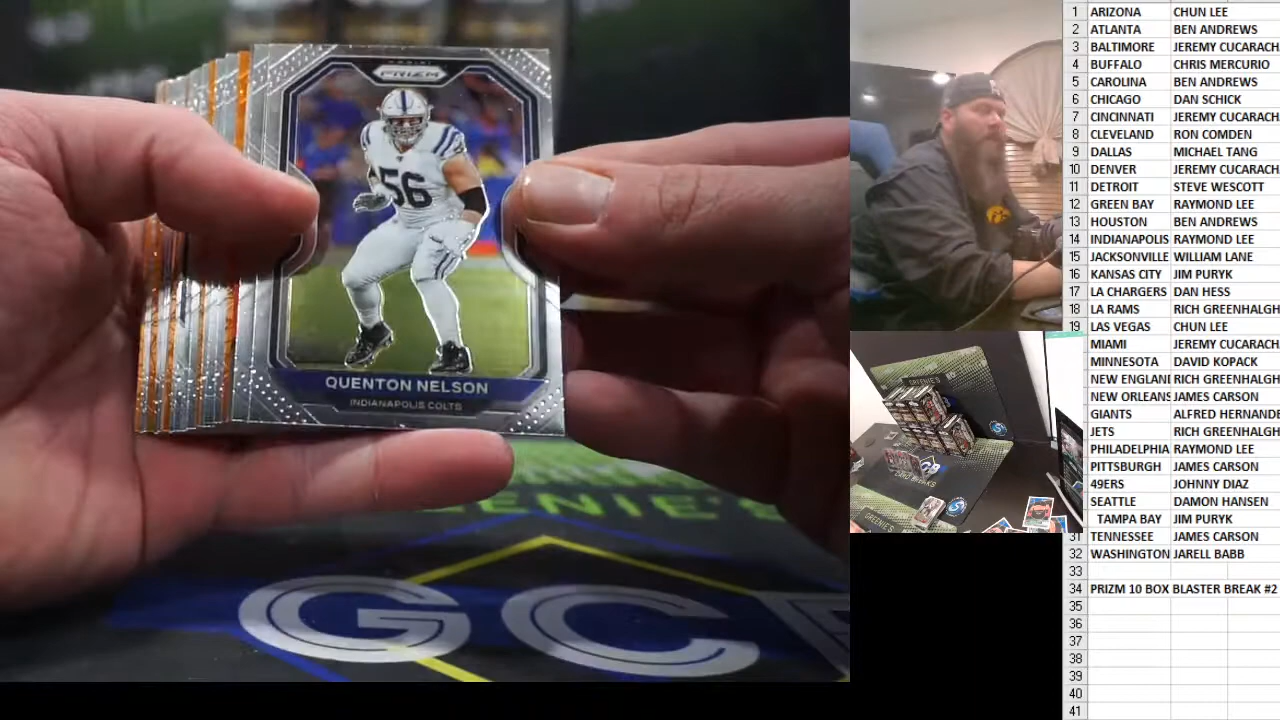 PANINI
PRIZM
56
QUENTON NELSON
INDIANAPOLIS COLTS
GREENIE'S
CARD BREAKS
GC
1 ARIZONA CHUN LEE
2 ATLANTA BEN ANDREWS
3 BALTIMORE JEREMY CUCARACH
4 BUFFALO CHRIS MERCURIO
5 CAROLINA BEN ANDREWS
6 CHICAGO DAN SCHICK
7 CINCINNATI JEREMY CUCARACH
8 CLEVELAND RON COMDEN
9 DALLAS MICHAEL TANG
10 DENVER JEREMY CUCARACH
11 DETROIT STEVE WESCOTT
12 GREEN BAY RAYMOND LEE
13 HOUSTON BEN ANDREWS
14 INDIANAPOLIS RAYMOND LEE
15 JACKSONVILLE WILLIAM LANE
16 KANSAS CITY JIM PURYK
17 LA CHARGERS DAN HESS
18 LA RAMS RICH GREENHALGH
19 LAS VEGAS CHUN LEE
MIAMI JEREMY CUCARACH
MINNESOTA DAVID KOPACK
NEW ENGLAND RICH GREENHALGH
NEW ORLEANS JAMES CARSON
GIANTS ALFRED HERNANDE
JETS RICH GREENHALGH
PHILADELPHIA RAYMOND LEE
PITTSBURGH JAMES CARSON
49ERS JOHNNY DIAZ
SEATTLE DAMON HANSEN
TAMPA BAY JIM PURYK
31 TENNESSEE JAMES CARSON
32 WASHINGTON JARELL BABB
33
34 PRIZM 10 BOX BLASTER BREAK #2
35
36
37
38
39
40
41